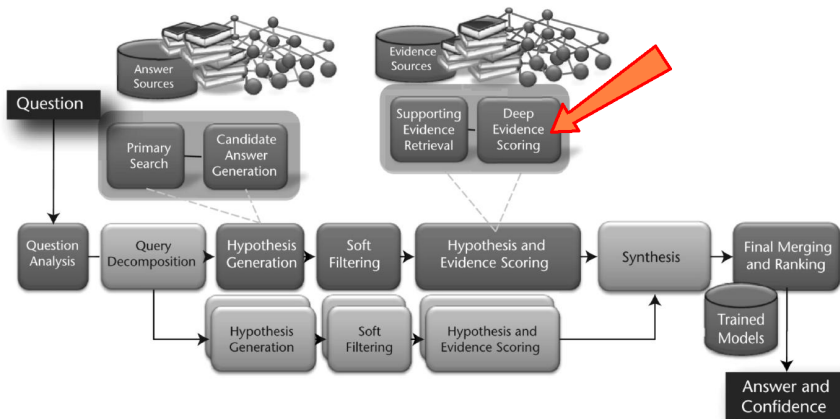 Answer
Sources
Evidence
Sources
Question
Primary
Search
Candidate
Answer
Generation
Supporting
Evidence
Retrieval
Deep
Evidence
Scoring
Question
Analysis
Query
Decomposition
Hypothesis
Generation
Soft
Filtering
Hypothesis and
Evidence Scoring
Synthesis
Final Merging
and Ranking
Trained
Models
Hypothesis
Generation
Soft
Filtering
Hypothesis and
Evidence Scoring
Answer and
Confidence